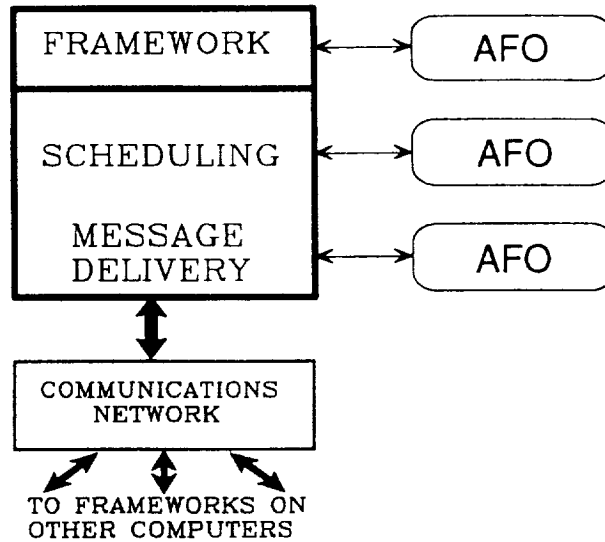 FRAMEWORK
AFO
SCHEDULING
AFO
MESSAGE
DELIVERY
AFO
COMMUNICATIONS
NETWORK
TO FRAMEWORKS ON
OTHER COMPUTERS